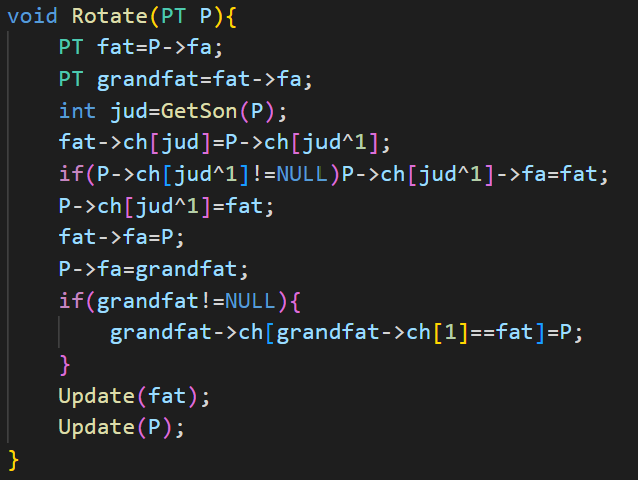 void Rotate(PT P){
    PT fat=P->fa;
    PT grandfat=fat->fa;
    int jud=GetSon(P);
    fat->ch[jud]=P->ch[jud^1];
    if(P->ch[jud^1]!=NULL)P->ch[jud^1]->fa=fat;
    P->ch[jud^1]=fat;
    fat->fa=P;
    P->fa=grandfat;
    if(grandfat!=NULL){
        grandfat->ch[grandfat->ch[1]==fat]=P;
    }
    Update(fat);
    Update(P);
}